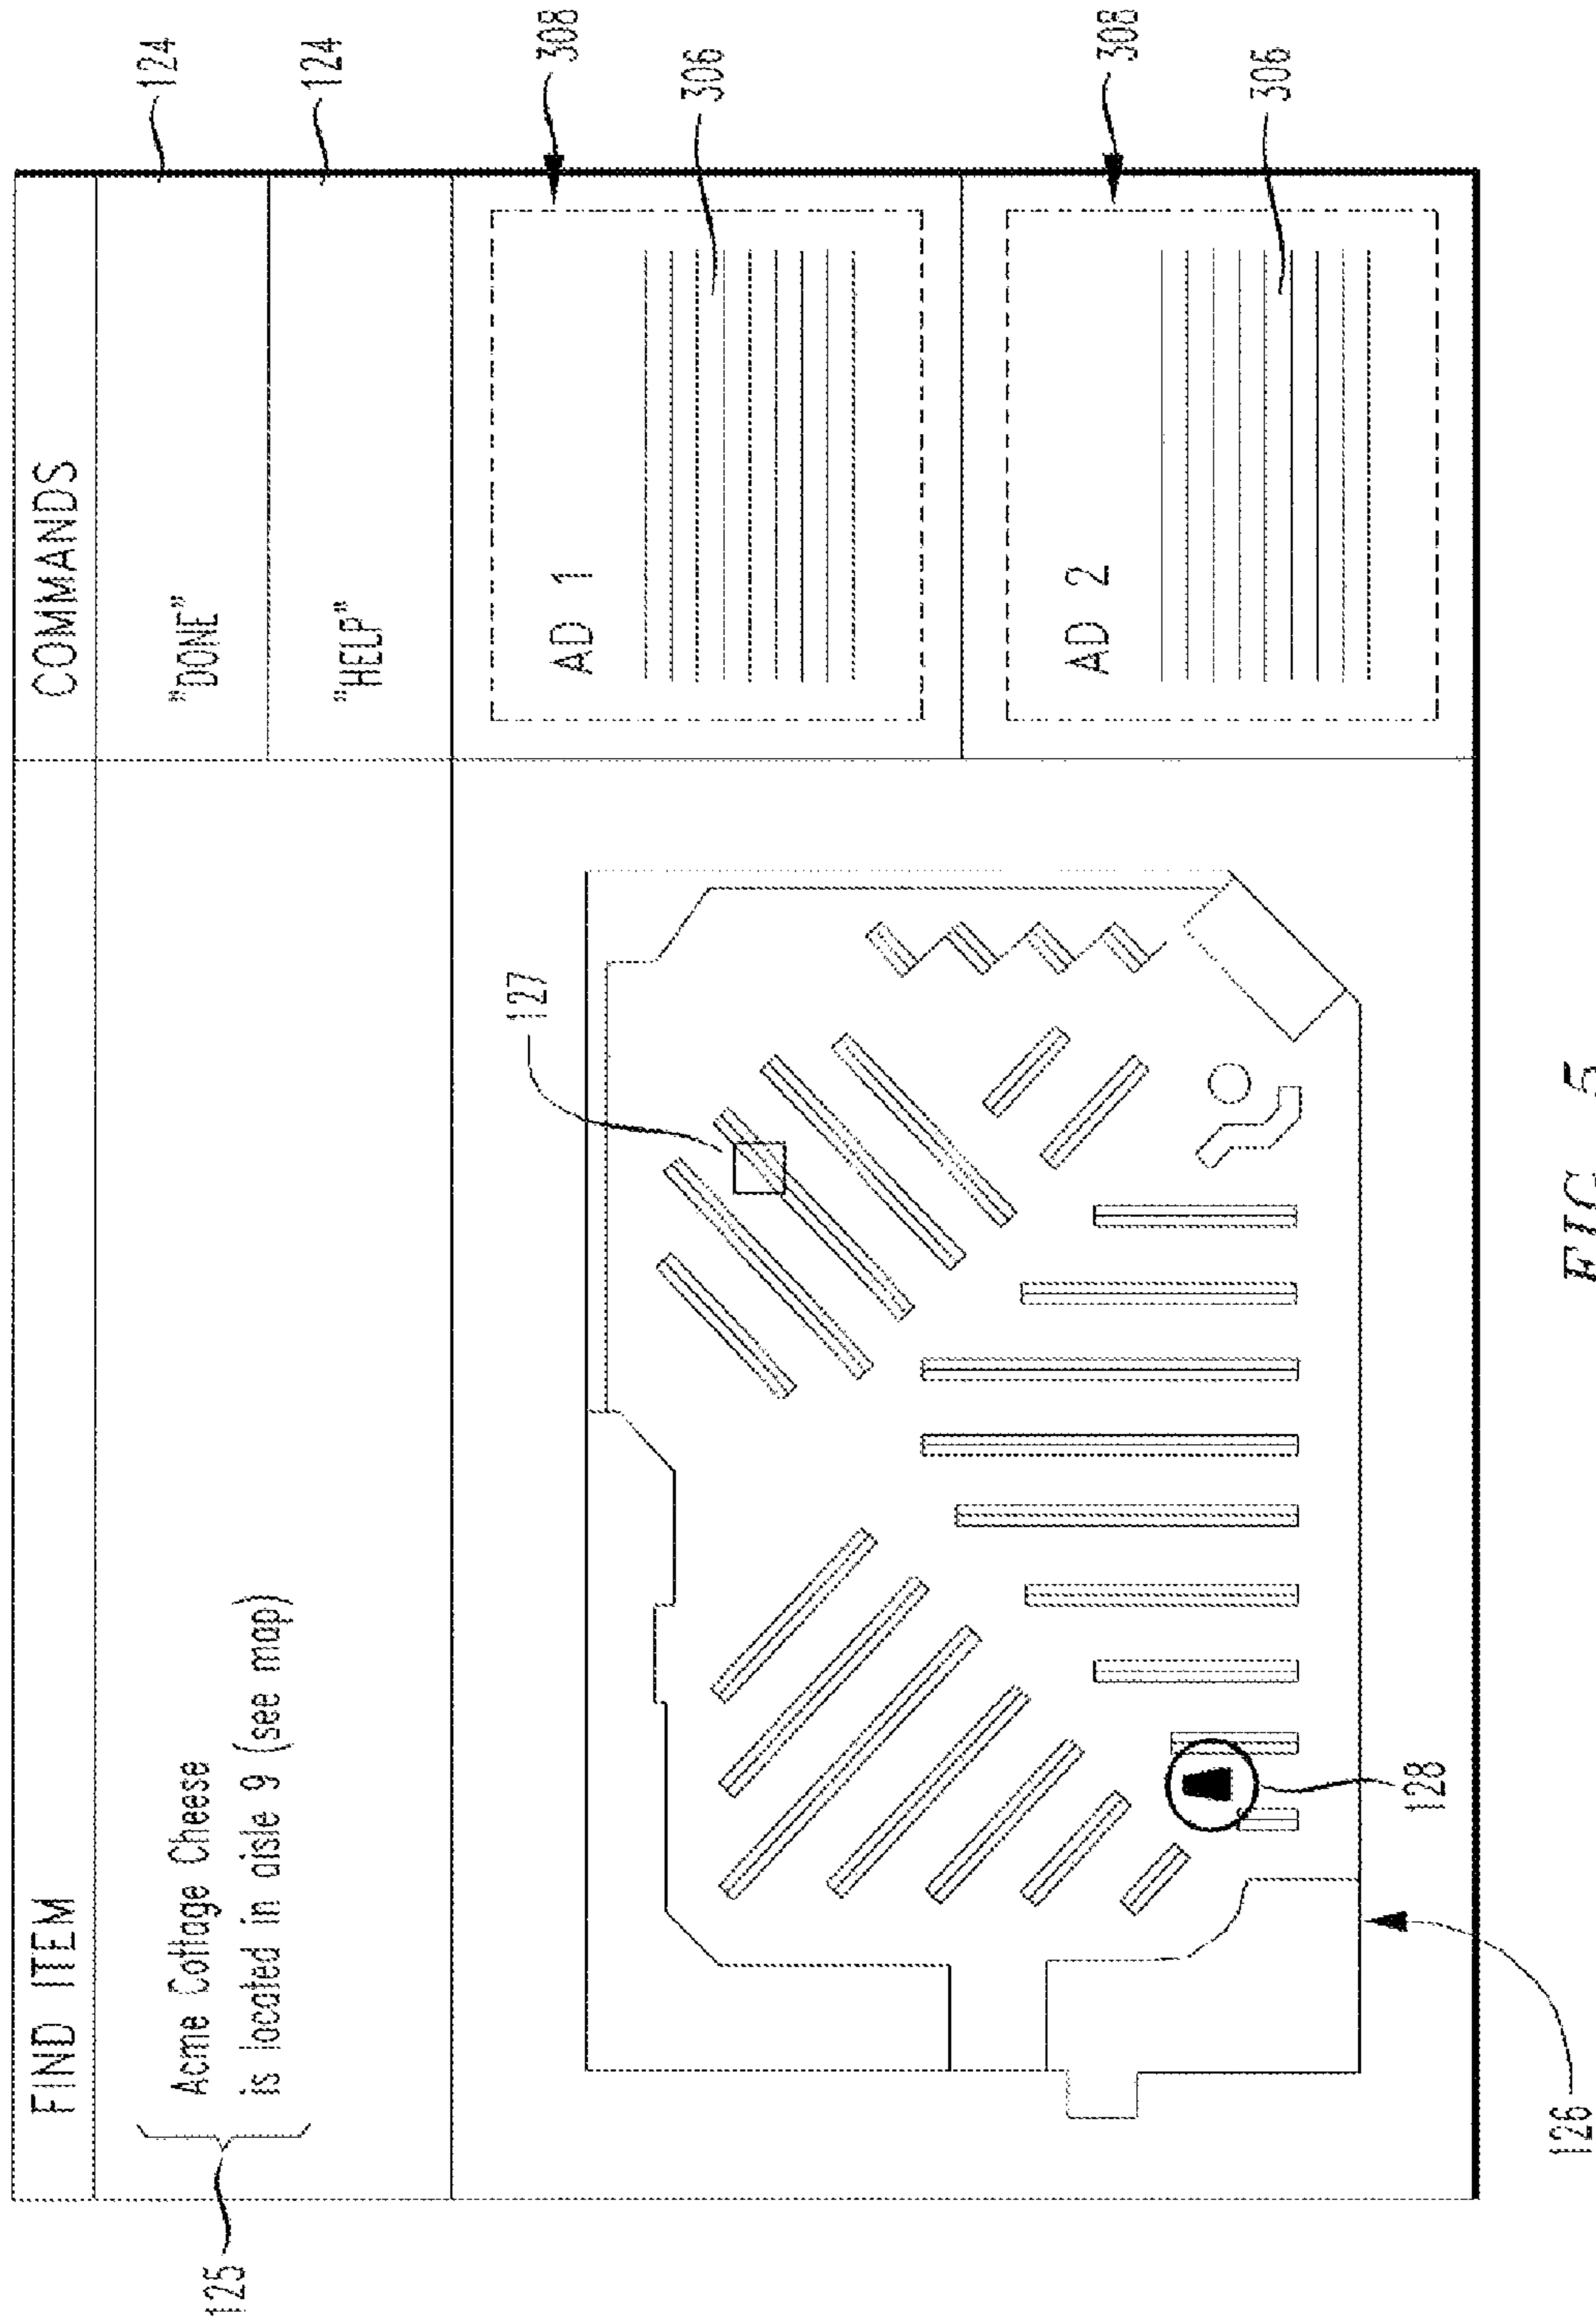 FIND ITEM
COMMANDS
Acme Cottage Cheese
is located in aisle 9 (see map)
125
"DONE"
124
"HELP"
124
127
AD 1
308
306
AD 2
308
306
128
126
FIG. 5